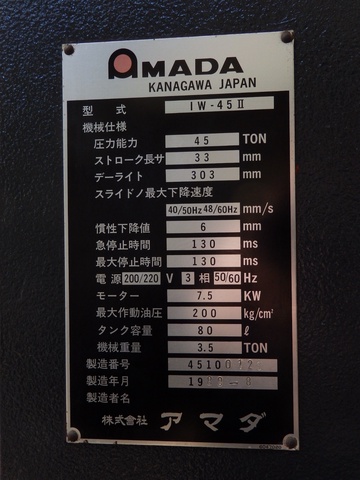 AMADA
KANAGAWA JAPAN
型式 IW-45Ⅱ
機械仕様
圧力能力 45 TON
ストローク長サ 33 mm
デーライト 303 mm
スライドノ最大下降速度
40/50Hz 48/60Hz mm/s
慣性下降値 6 mm
急停止時間 130 ms
最大停止時間 130 ms
電源 200/220 V 3 相 50/60 Hz
モーター 7.5 KW
最大作動油圧 200 kg/cm²
タンク容量 80 ℓ
機械重量 3.5 TON
製造番号
製造年月
製造者名
株式会社 アマダ